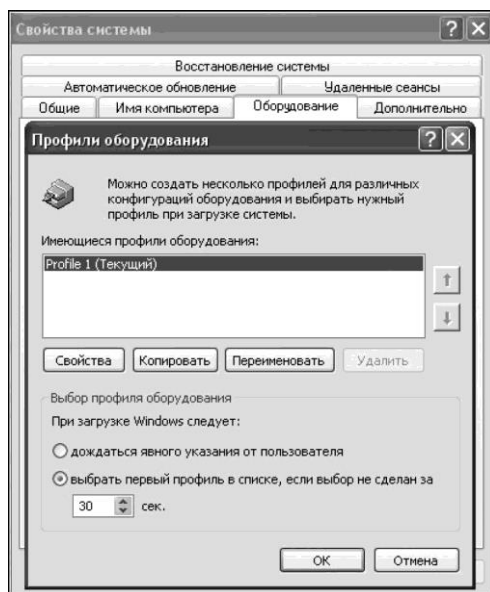 Свойства системы
Восстановление системы
Автоматическое обновление
Удаленные сеансы
Общие
Имя компьютера
Оборудование
Дополнительно
Профили оборудования
Можно создать несколько профилей для различных
конфигураций оборудования и выбирать нужный
профиль при загрузке системы.
Имеющиеся профили оборудования:
Profile 1 (Текущий)
Свойства
Копировать
Переименовать
Удалить
Выбор профиля оборудования
При загрузке Windows следует:
дождаться явного указания от пользователя
выбрать первый профиль в списке, если выбор не сделан за
30 сек.
ОК
Отмена